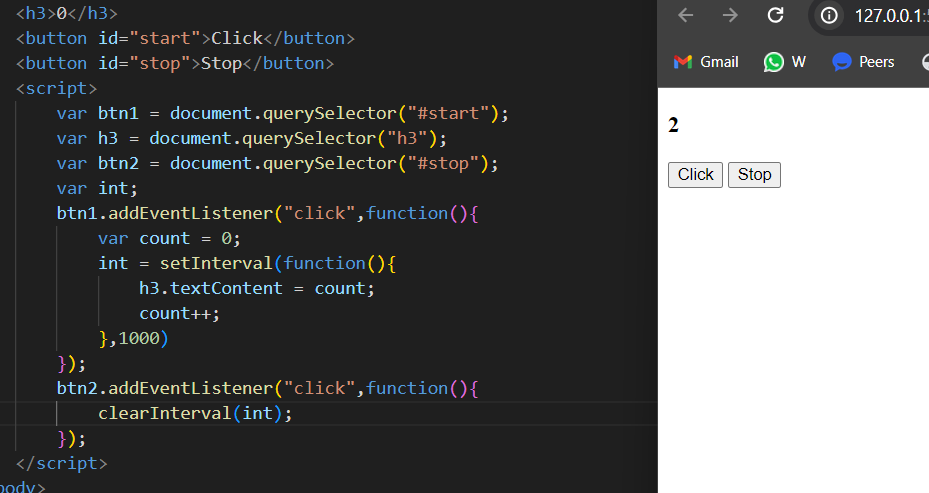 <h3>0</h3>
<button id="start">Click</button>
<button id="stop">Stop</button>
<script>
var btn1 = document.querySelector("#start");
var h3 = document.querySelector("h3");
var btn2 = document.querySelector("#stop");
var int;
btn1.addEventListener("click",function(){
var count = 0;
int = setInterval(function(){
h3.textContent = count;
count++;
},1000)
});
btn2.addEventListener("click",function(){
clearInterval(int);
});
</script>
body>
127.0.0.1:5
Gmail W Peers
2
Click Stop